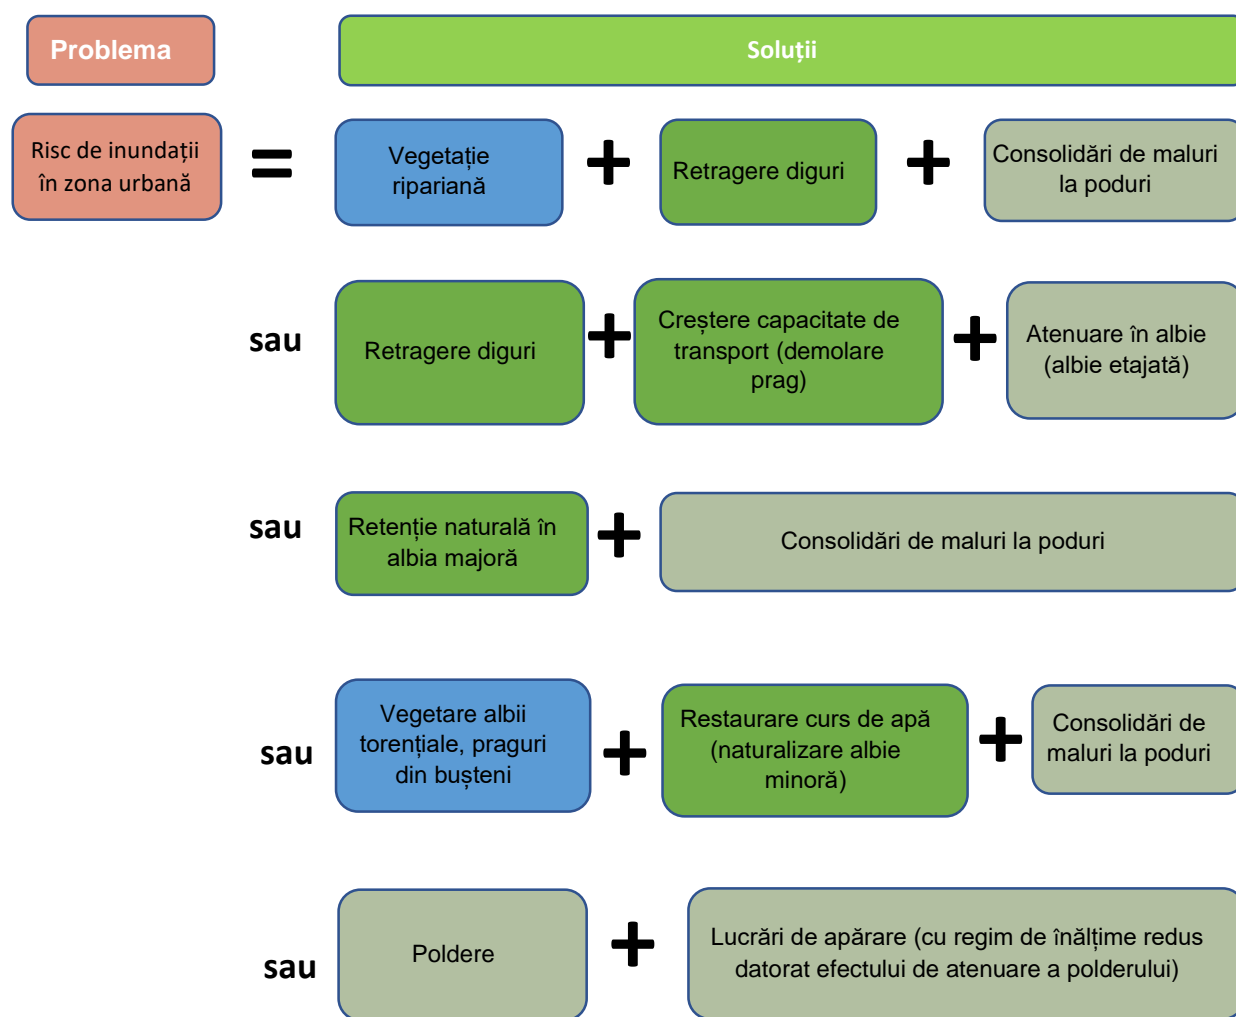 Problema
Soluții
Risc de inundații
în zona urbană
=
Vegetație
ripariană
+
Retragere diguri
+
Consolidări de maluri
la poduri
sau
Retragere diguri
+
Creștere capacitate de
transport (demolare
prag)
+
Atenuare în albie
(albie etajată)
sau
Retenție naturală în
albia majoră
+
Consolidări de maluri la poduri
sau
Vegetare albii
torențiale, praguri
din bușteni
+
Restaurare curs de apă
(naturalizare albie
minoră)
+
Consolidări de
maluri la poduri
sau
Poldere
+
Lucrări de apărare (cu regim de înălțime redus
datorat efectului de atenuare a polderului)